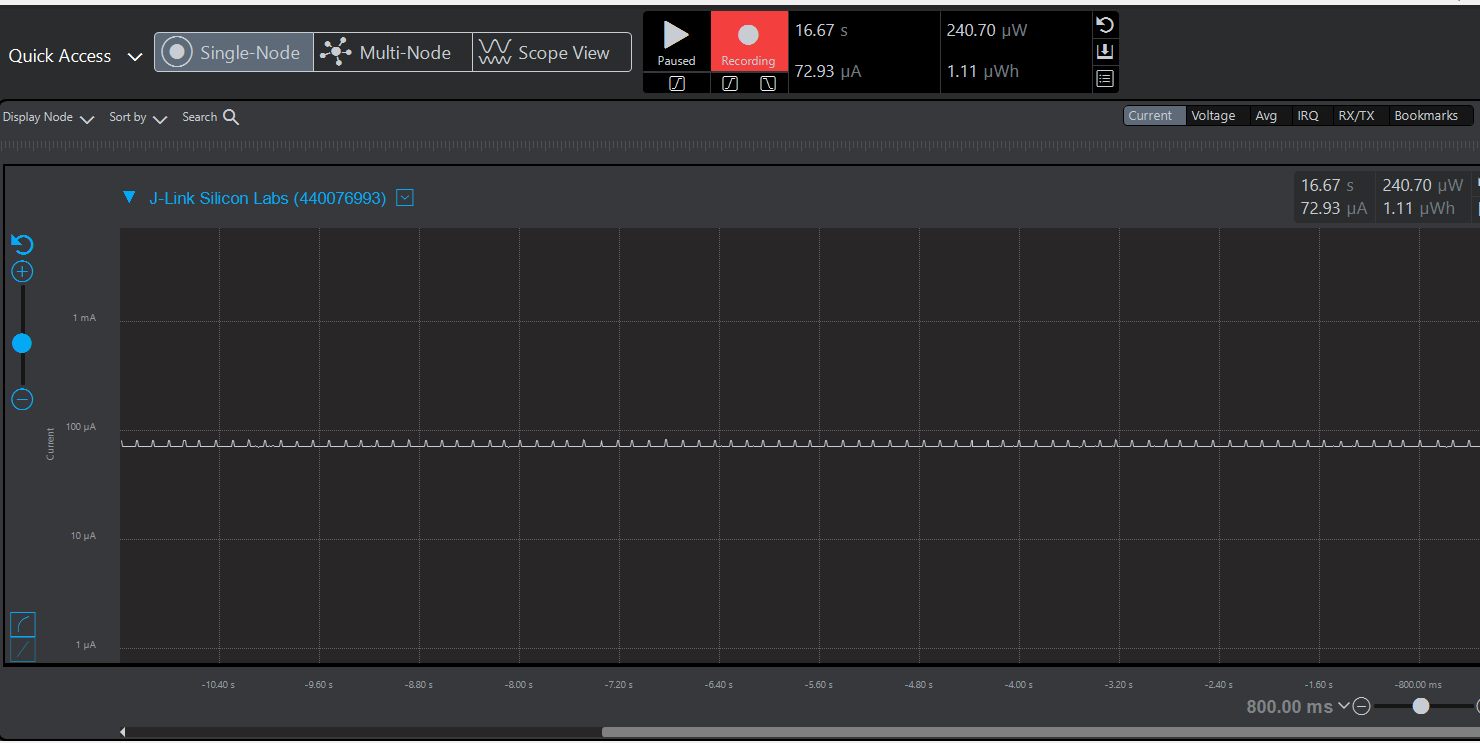 Quick Access
Single-Node
Multi-Node
Scope View
Paused
Recording
16.67 s
72.93 µA
240.70 µW
1.11 µWh
Display Node
Sort by
Search
Current
Voltage
Avg
IRQ
RX/TX
Bookmarks
J-Link Silicon Labs (440076993)
16.67 s
72.93 µA
240.70 µW
1.11 µWh
1 mA
100 µA
10 µA
1 µA
Current
-10.40 s
-9.60 s
-8.80 s
-8.00 s
-7.20 s
-6.40 s
-5.60 s
-4.80 s
-4.00 s
-3.20 s
-2.40 s
-1.60 s
-800.00 ms
800.00 ms